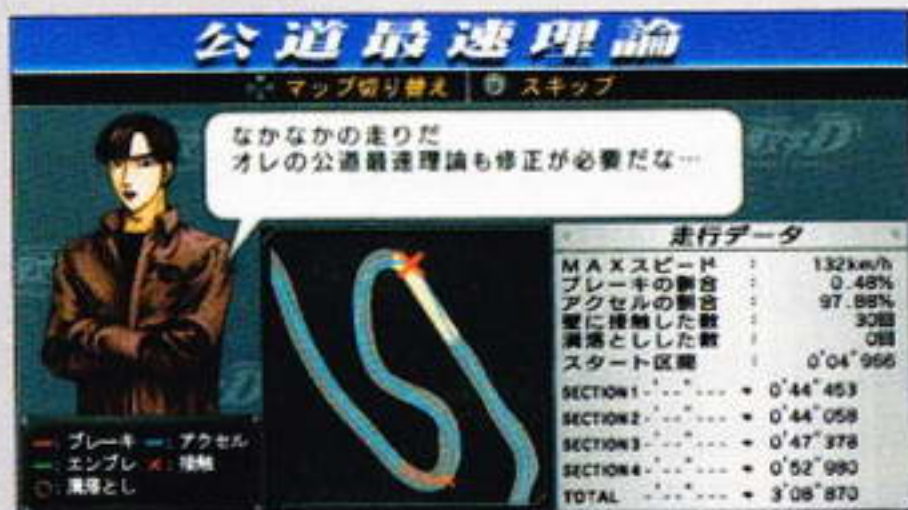 公道最速理論
マップ切り替え スキップ
なかなかの走りだ
オレの公道最速理論も修正が必要だな…
走行データ
MAXスピード : 132km/h
ブレーキの割合 : 0.48%
アクセルの割合 : 97.88%
壁に接触した数 : 30回
溝落としした数 : 0回
スタート区間 : 0'04"966
SECTION1 -'--"--- 0'44"453
SECTION2 -'--"--- 0'44"058
SECTION3 -'--"--- 0'47"378
SECTION4 -'--"--- 0'52"980
TOTAL -'--"--- 3'08"870
ブレーキ アクセル
エンブレ × 接触
溝落とし